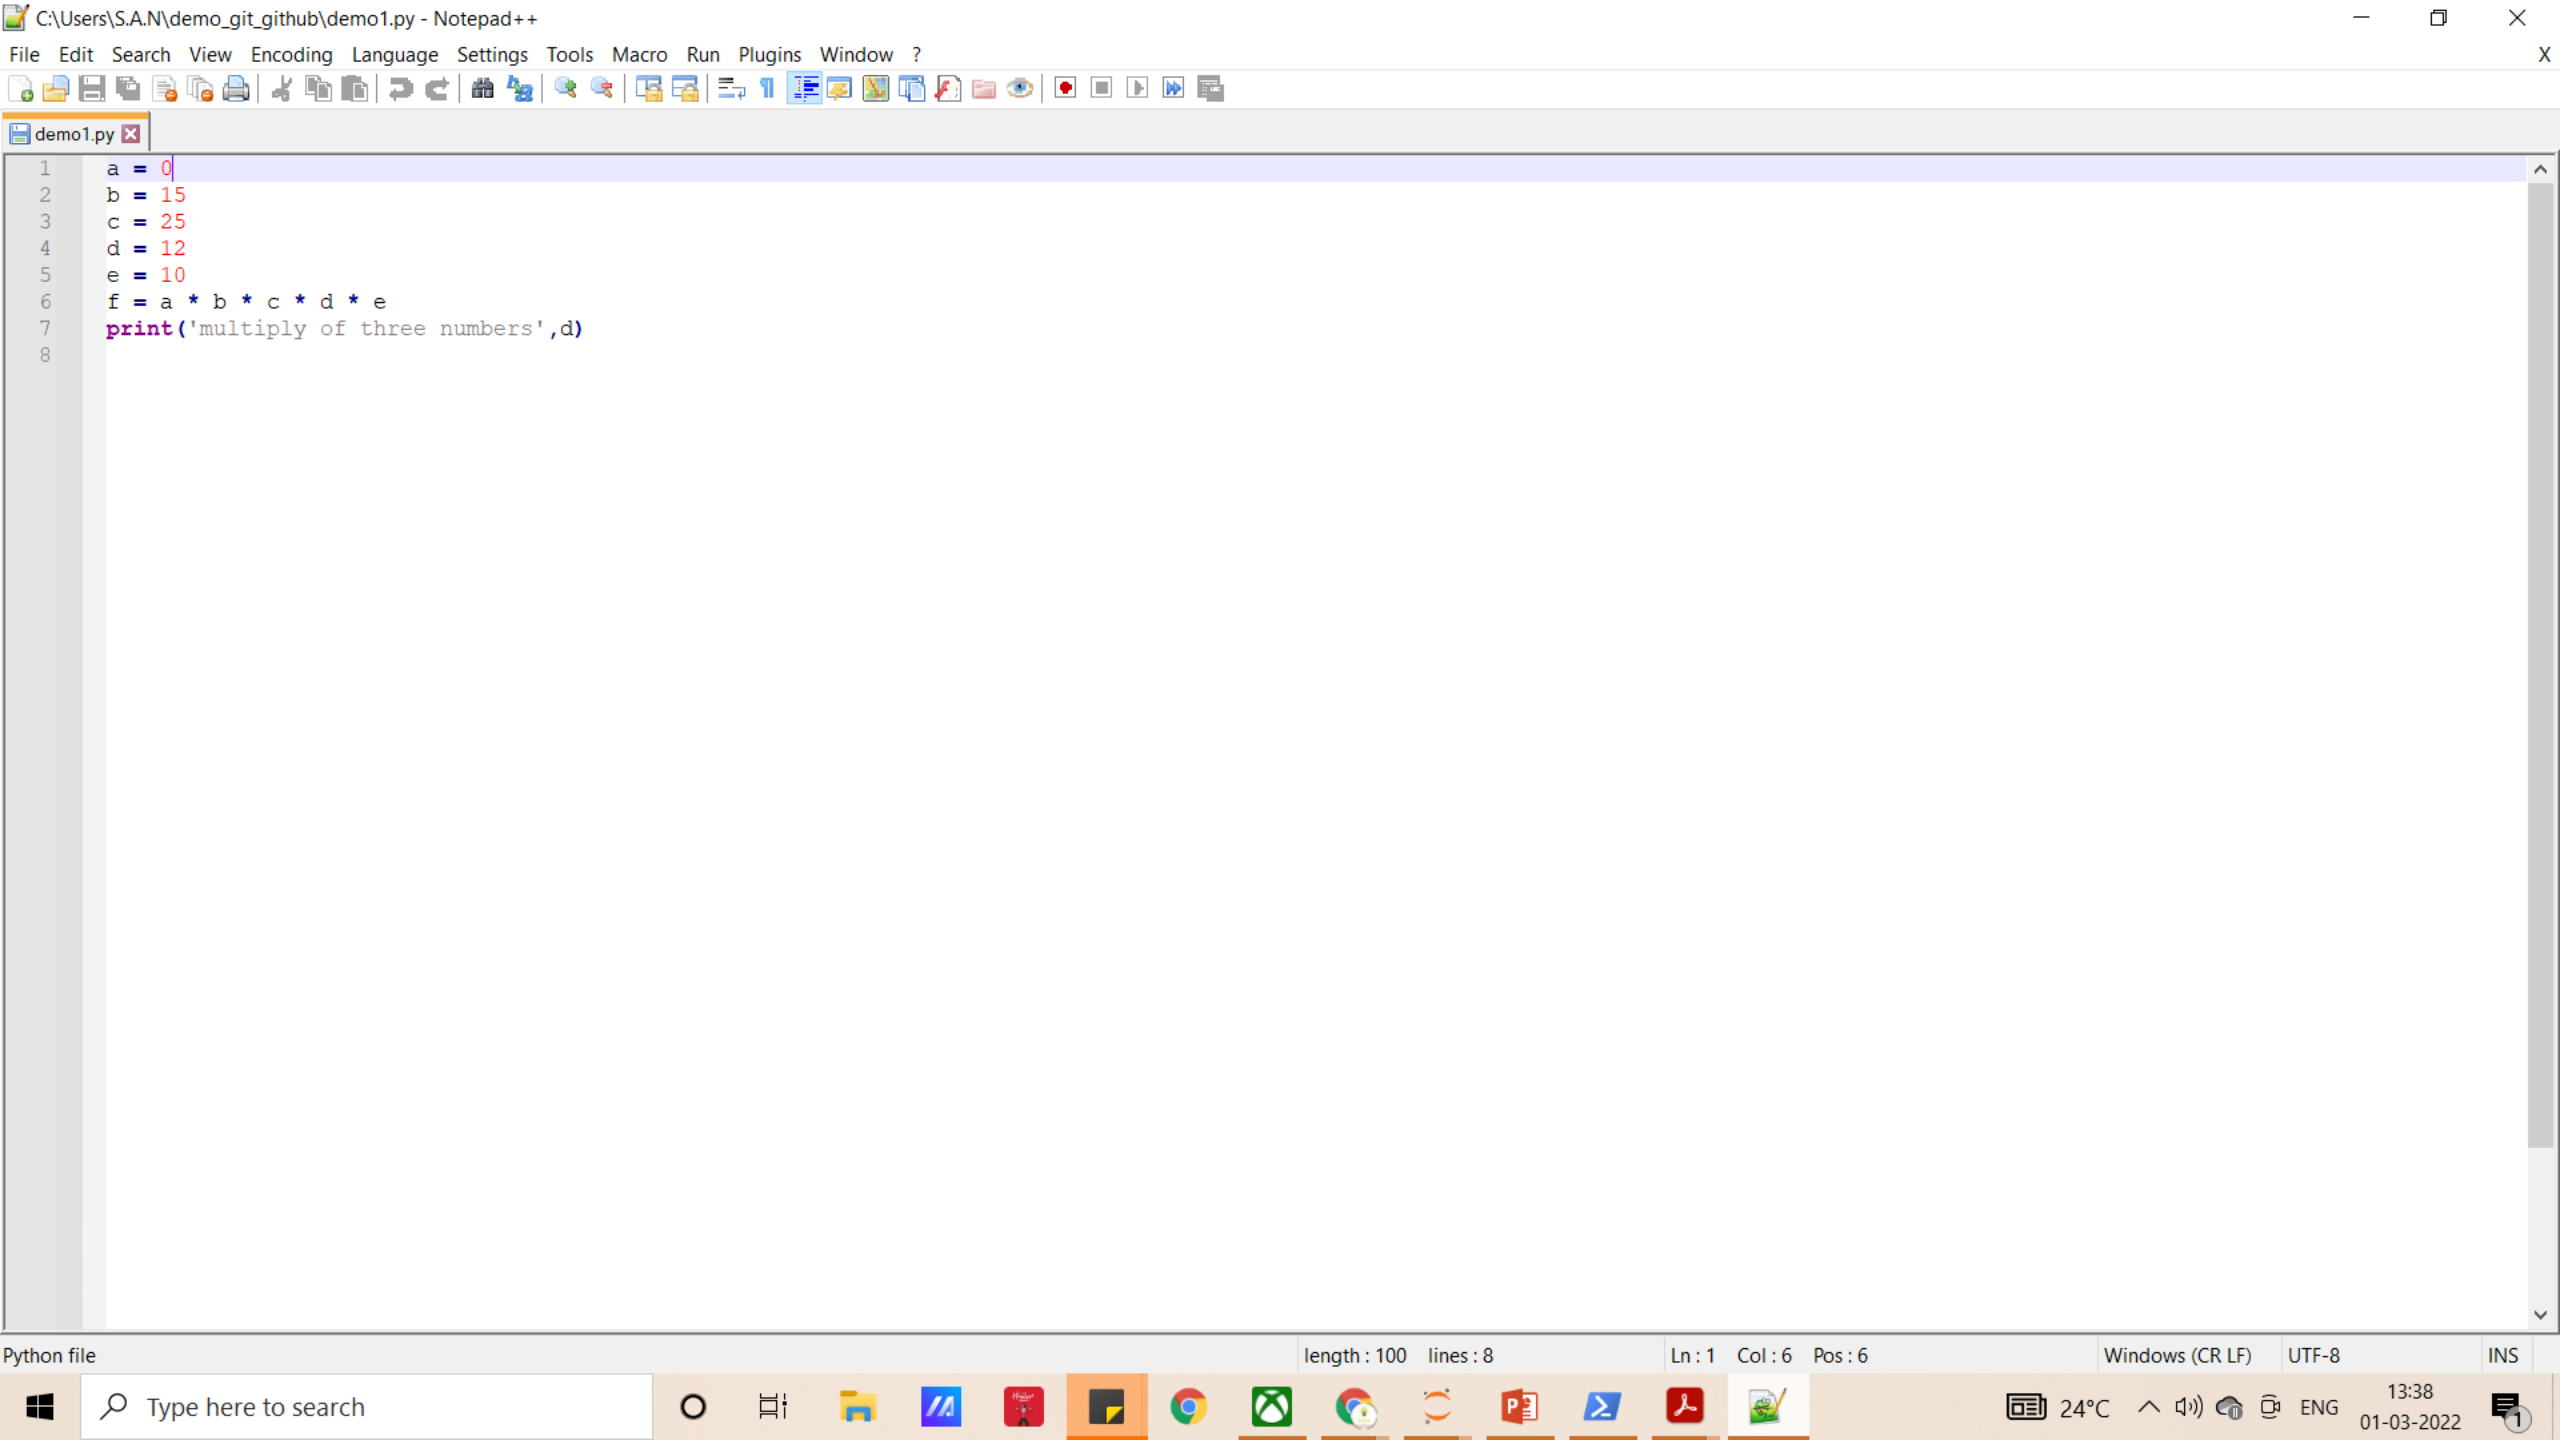 C:\Users\S.A.N\demo_git_github\demo1.py - Notepad++
File Edit Search View Encoding Language Settings Tools Macro Run Plugins Window ? X
demo1.py
1 a = 0
2 b = 15
3 c = 25
4 d = 12
5 e = 10
6 f = a * b * c * d * e
7 print('multiply of three numbers',d)
8
Python file length : 100 lines : 8 Ln : 1 Col : 6 Pos : 6 Windows (CR LF) UTF-8 INS
Type here to search 24°C ENG 13:38
01-03-2022 1